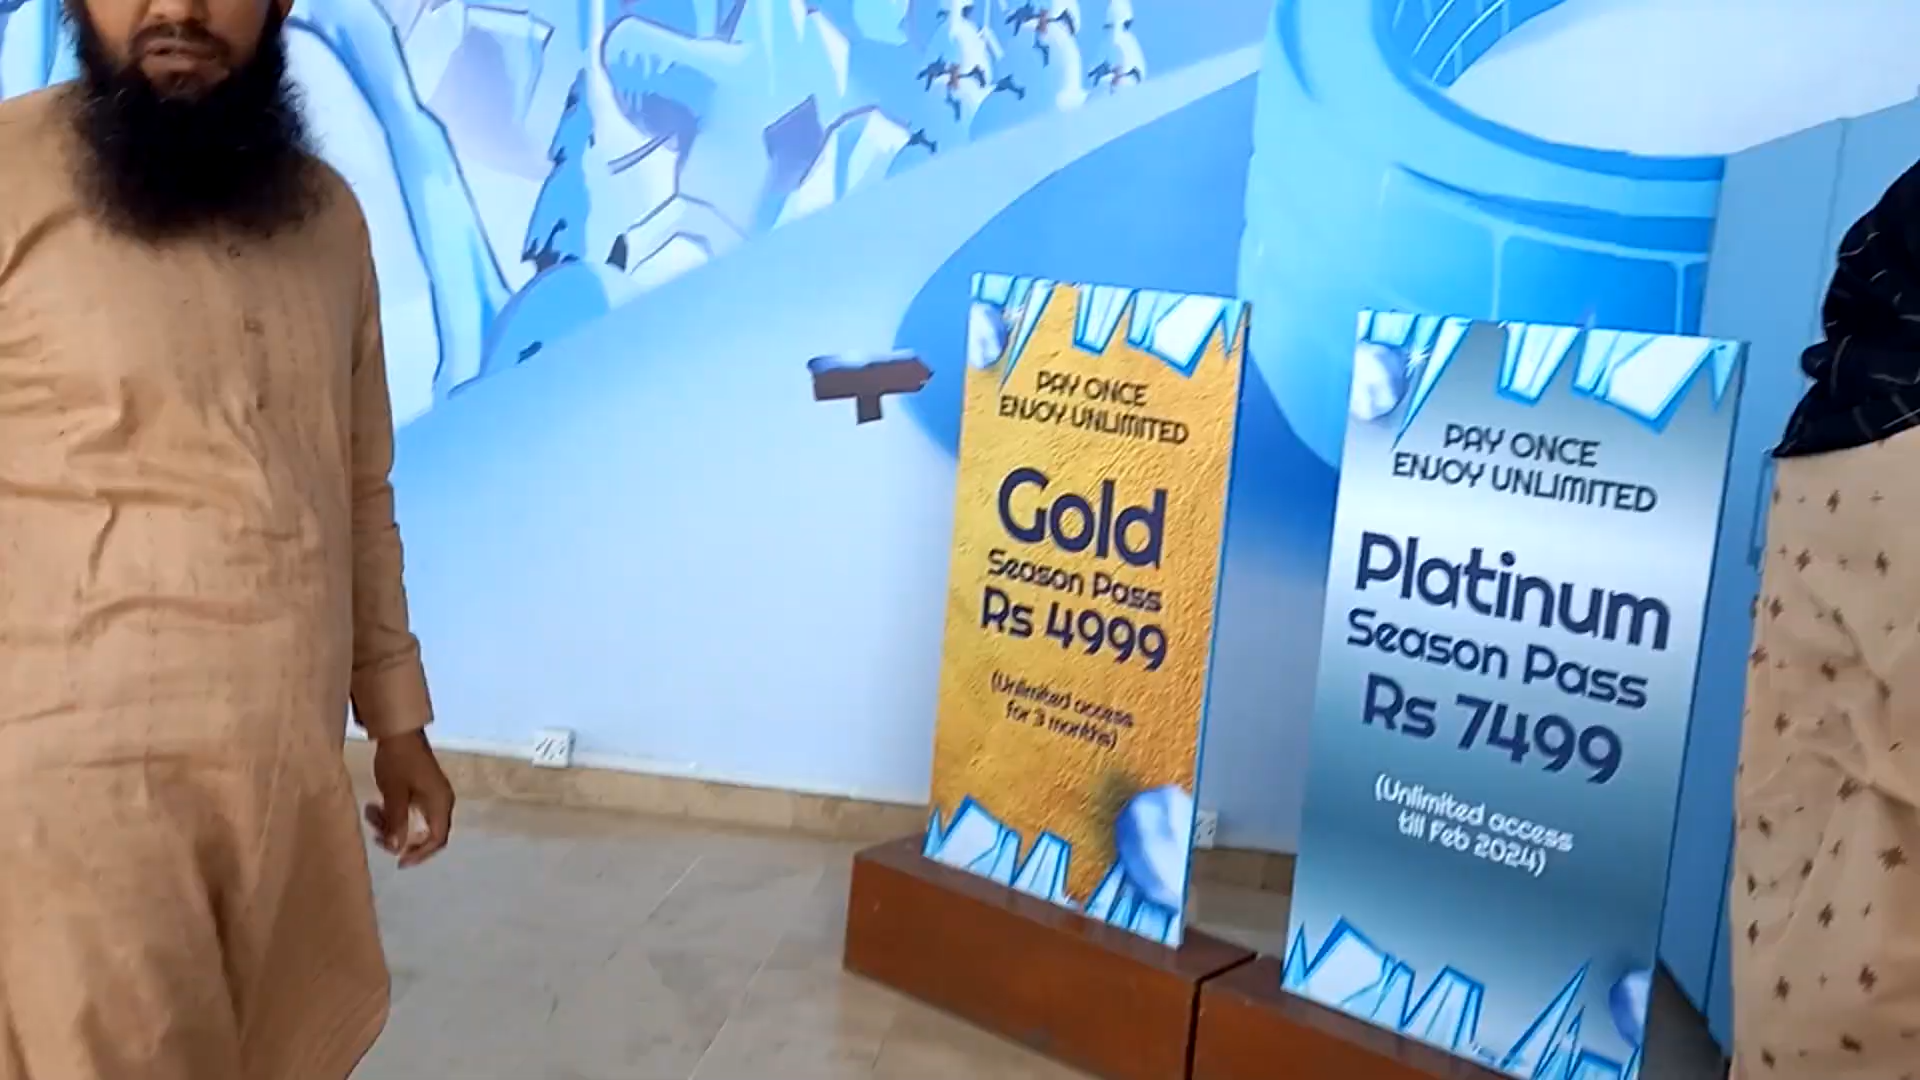 PAY ONCE
ENJOY UNLIMITED
Gold
Season Pass
Rs 4999
(Unlimited access
for 3 months)
PAY ONCE
ENJOY UNLIMITED
Platinum
Season Pass
Rs 7499
(Unlimited access
till Feb 2024)